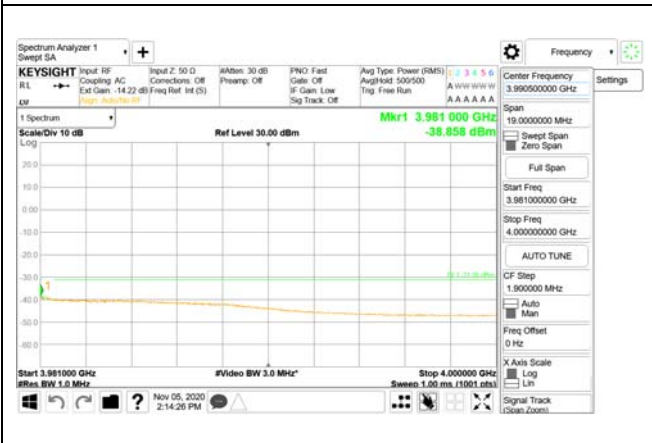 Spectrum Analyzer 1
Swept SA
Frequency
KEYSIGHT
Input: RF
Coupling: AC
Ext Gain: -14.22 dB
Align: Auto/No RF
Input Z: 50 Ω
Corrections: Off
Freq Ref: Int (S)
#Atten: 30 dB
Preamp: Off
PNO: Fast
Gate: Off
IF Gain: Low
Sig Track: Off
Avg Type: Power (RMS)
Avg|Hold: 500/500
Trig: Free Run
1 2 3 4 5 6
A W W W W W
A A A A A A
RL
1 Spectrum
Mkr1 3.981 000 GHz
-38.858 dBm
Scale/Div 10 dB
Ref Level 30.00 dBm
Log
20.0
10.0
0.00
-10.0
-20.0
-30.0
-40.0
-50.0
-60.0
1
Start 3.981000 GHz
#Video BW 3.0 MHz*
Stop 4.000000 GHz
#Res BW 1.0 MHz
Sweep 1.00 ms (1001 pts)
Nov 05, 2020
2:14:26 PM
?
Center Frequency
3.990500000 GHz
Settings
Span
19.0000000 MHz
Swept Span
Zero Span
Full Span
Start Freq
3.981000000 GHz
Stop Freq
4.000000000 GHz
AUTO TUNE
CF Step
1.900000 MHz
Auto
Man
Freq Offset
0 Hz
X Axis Scale
Log
Lin
Signal Track
(Span Zoom)